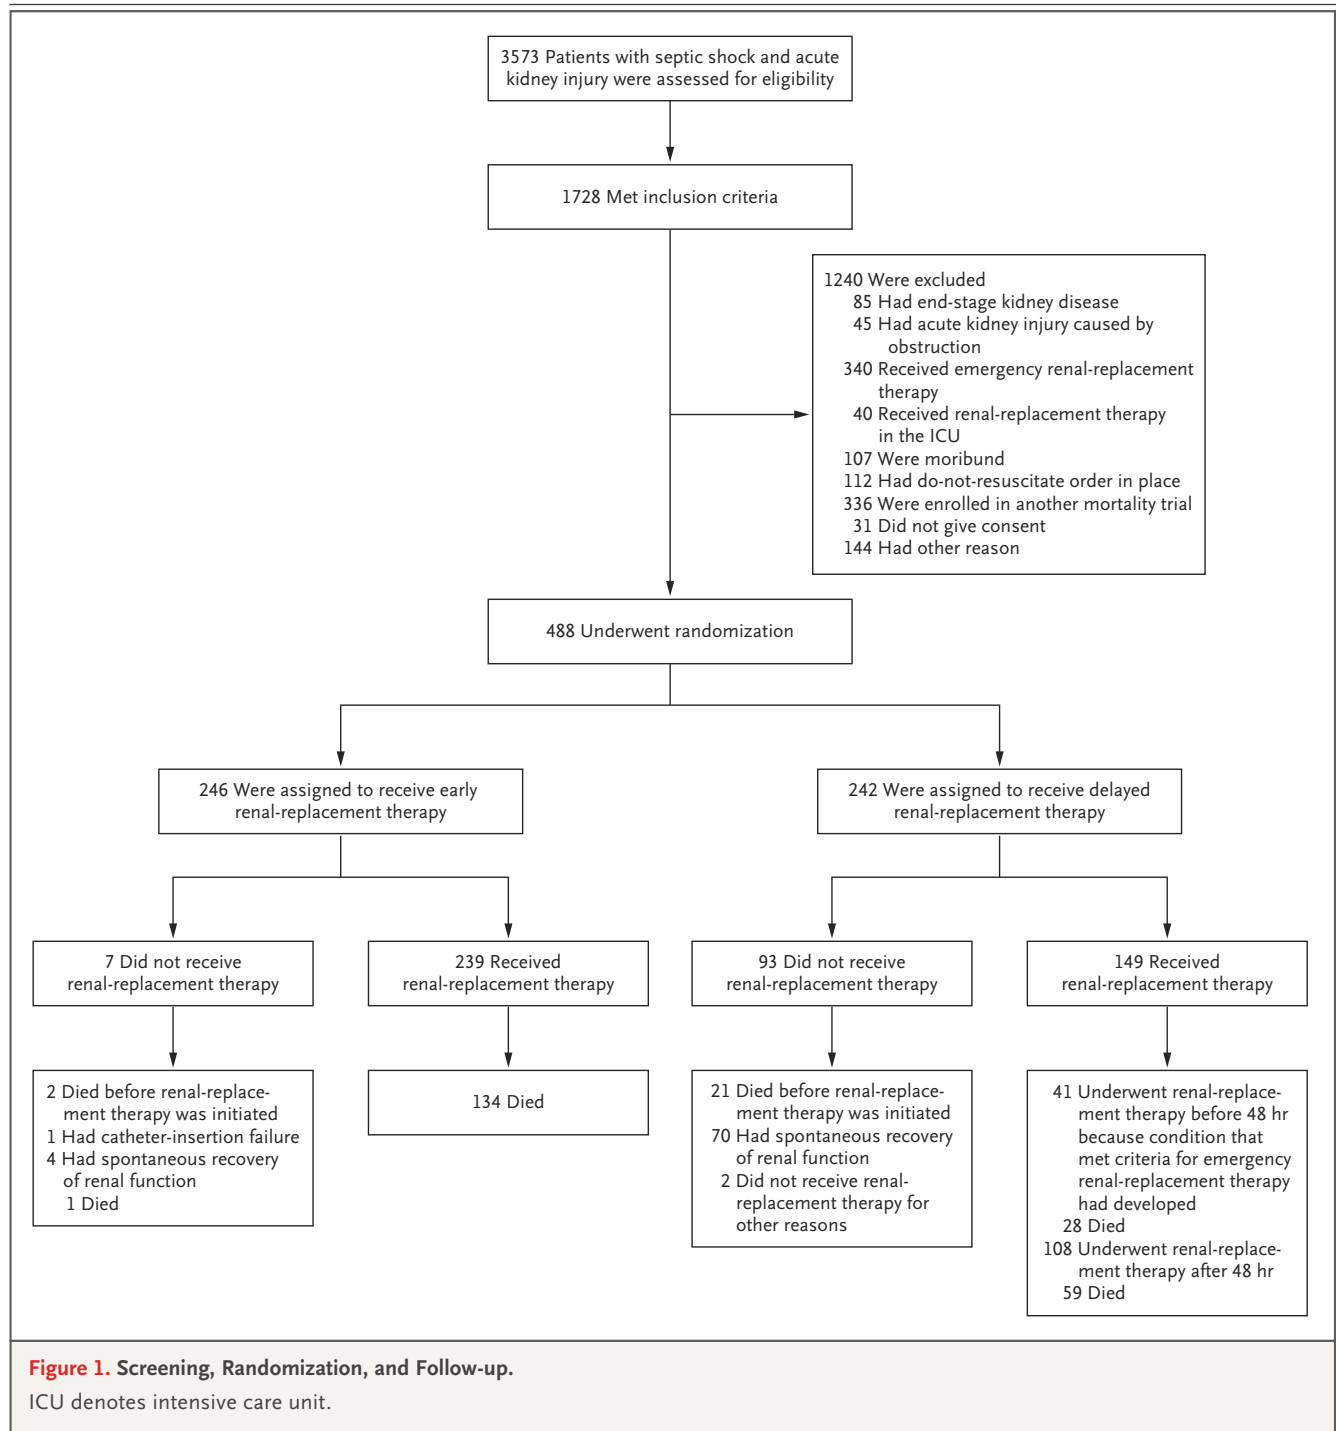 3573 Patients with septic shock and acute
kidney injury were assessed for eligibility
1728 Met inclusion criteria
1240 Were excluded
85 Had end-stage kidney disease
45 Had acute kidney injury caused by
obstruction
340 Received emergency renal-replacement
therapy
40 Received renal-replacement therapy
in the ICU
107 Were moribund
112 Had do-not-resuscitate order in place
336 Were enrolled in another mortality trial
31 Did not give consent
144 Had other reason
488 Underwent randomization
246 Were assigned to receive early
renal-replacement therapy
242 Were assigned to receive delayed
renal-replacement therapy
7 Did not receive
renal-replacement therapy
239 Received
renal-replacement therapy
93 Did not receive
renal-replacement therapy
149 Received
renal-replacement therapy
2 Died before renal-replace-
ment therapy was initiated
1 Had catheter-insertion failure
4 Had spontaneous recovery
of renal function
1 Died
134 Died
21 Died before renal-replace-
ment therapy was initiated
70 Had spontaneous recovery
of renal function
2 Did not receive renal-
replacement therapy for
other reasons
41 Underwent renal-replace-
ment therapy before 48 hr
because condition that
met criteria for emergency
renal-replacement therapy
had developed
28 Died
108 Underwent renal-replace-
ment therapy after 48 hr
59 Died
Figure 1. Screening, Randomization, and Follow-up.
ICU denotes intensive care unit.